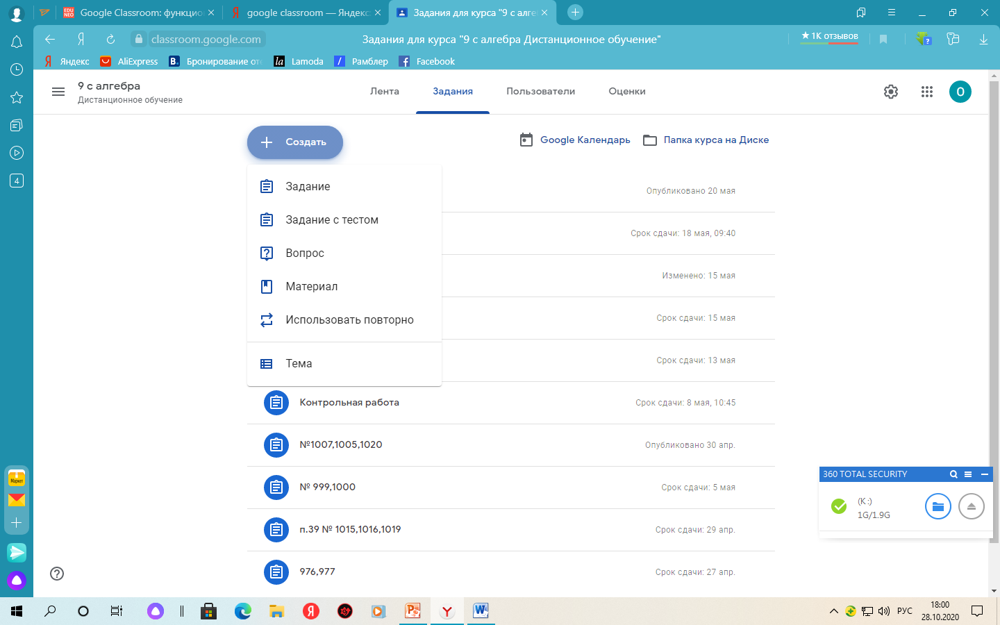 Google Classroom: функцио
google classroom — Яндекс
Задания для курса "9 с алге
classroom.google.com
Задания для курса "9 с алгебра Дистанционное обучение"
★ 1К отзывов
Яндекс
AliExpress
Бронирование оте
Lamoda
Рамблер
Facebook
9 с алгебра
Дистанционное обучение
Лента
Задания
Пользователи
Оценки
O
Создать
Google Календарь
Папка курса на Диске
Задание
Задание с тестом
Вопрос
Материал
Использовать повторно
Тема
Опубликовано 20 мая
Срок сдачи: 18 мая, 09:40
Изменено: 15 мая
Срок сдачи: 15 мая
Срок сдачи: 13 мая
Контрольная работа
Срок сдачи: 8 мая, 10:45
№1007,1005,1020
Опубликовано 30 апр.
№ 999,1000
Срок сдачи: 5 мая
п.39 № 1015,1016,1019
Срок сдачи: 29 апр.
976,977
Срок сдачи: 27 апр.
4
Маркет
360 TOTAL SECURITY
(K :)
1G/1.9G
РУС
18:00
28.10.2020